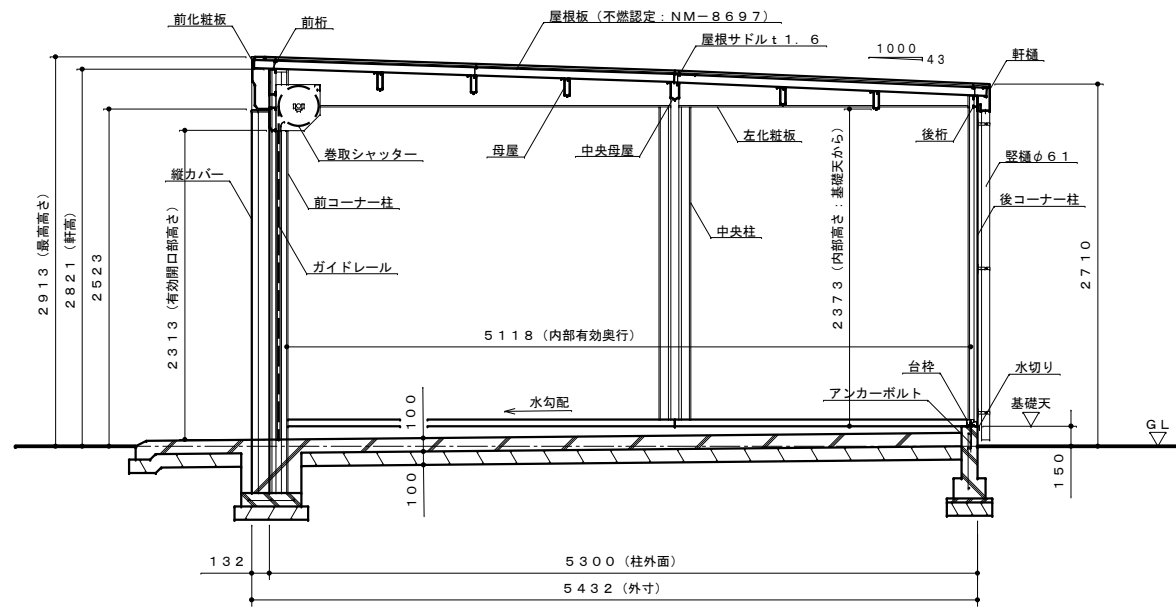 前化粧板
前桁
屋根板（不燃認定：ＮＭ－８６９７）
屋根サドルｔ１．６
1000
43
軒樋
巻取シャッター
母屋
中央母屋
左化粧板
後桁
竪樋φ６１
縦カバー
前コーナー柱
中央柱
後コーナー柱
ガイドレール
２９１３（最高高さ）
２８２１（軒高）
２５２３
２３１３（有効開口部高さ）
２３７３（内部高さ：基礎天から）
２７１０
５１１８（内部有効奥行）
台枠
水切り
アンカーボルト
基礎天
水勾配
100
100
ＧＬ
１５０
１３２
５３００（柱外面）
５４３２（外寸）